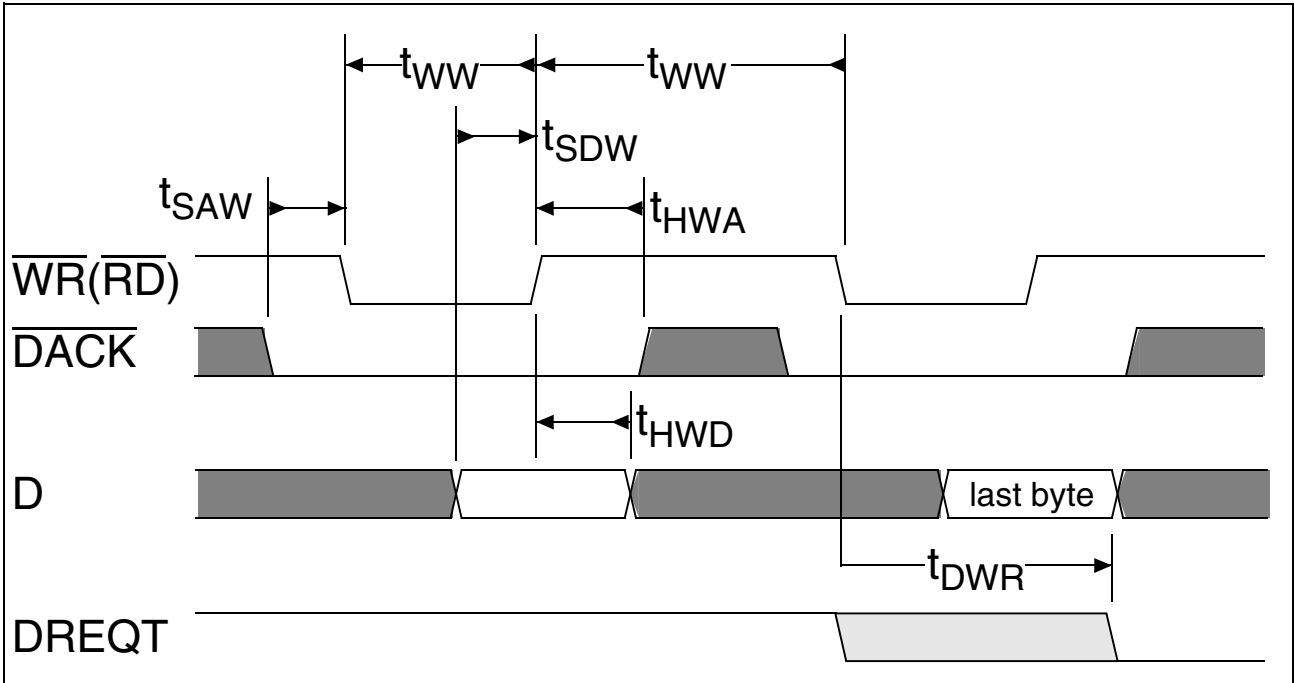 tWW tWW
tSDW
tSAW
tHWA
WR(RD)
DACK
tHWD
D
last byte
tDWR
DREQT